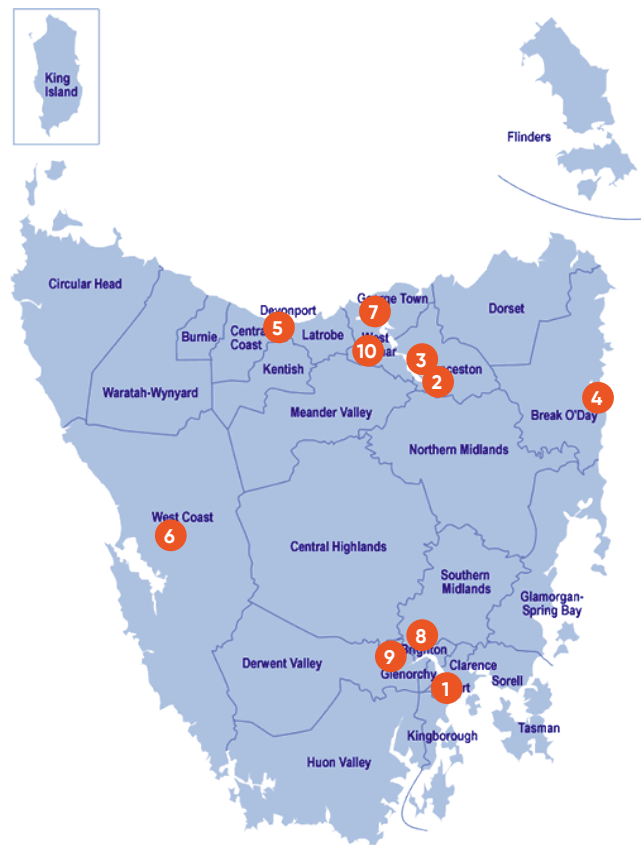 King
Island
Flinders
Circular Head
Devonport
George Town
7
Dorset
5
Burnie
Central
Coast
Latrobe
West
10
3
2
Kentish
Waratah-Wynyard
Meander Valley
4
Break O'Day
Northern Midlands
West Coast
6
Central Highlands
Southern
Midlands
Glamorgan-
Spring Bay
8
Brighton
9
Glenorchy
Clarence
Derwent Valley
Sorell
1
Kingborough
Tasman
Huon Valley